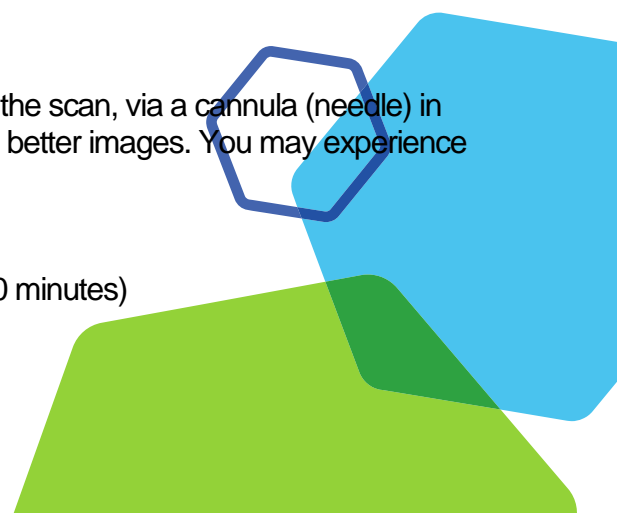 the scan, via a cannula (needle) in
better images. You may experience
0 minutes)